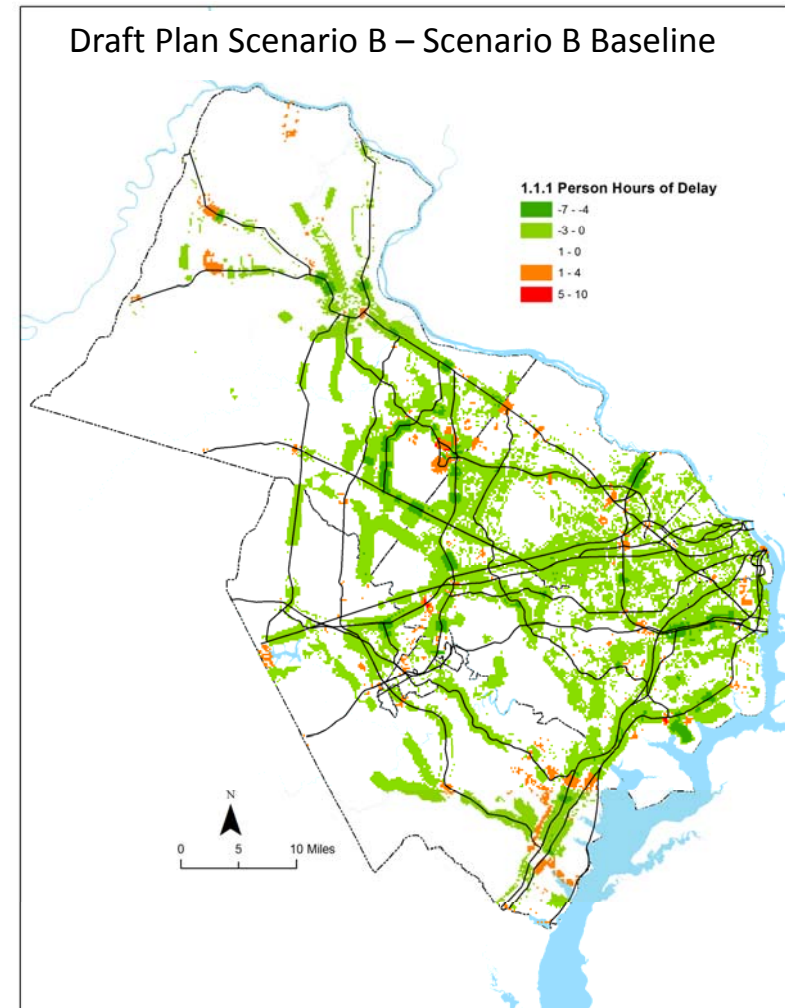 Draft Plan Scenario B – Scenario B Baseline
1.1.1 Person Hours of Delay
-7 - -4
-3 - 0
1 - 0
1 - 4
5 - 10
N
0 5 10 Miles